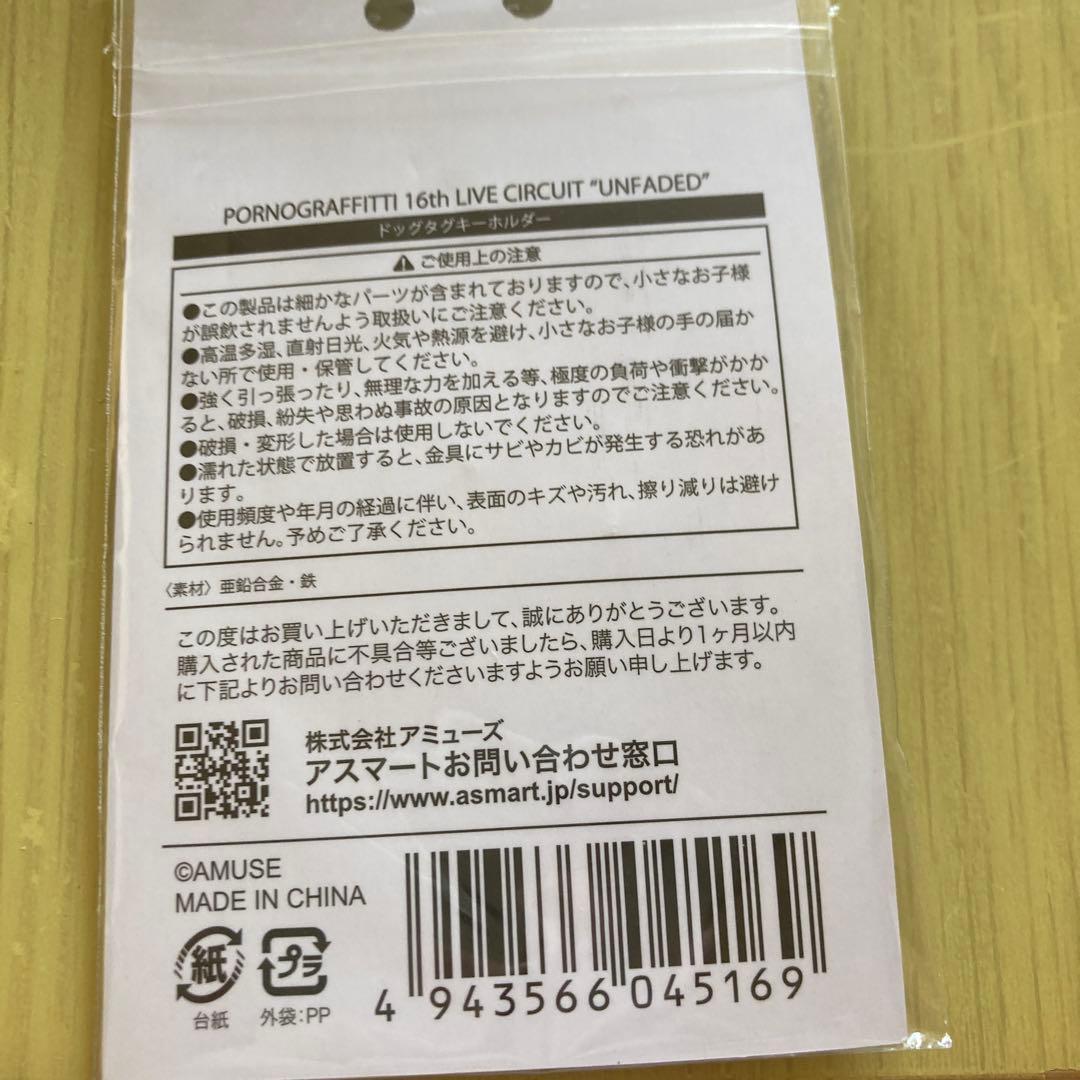 PORNOGRAFFITTI 16th LIVE CIRCUIT “UNFADED”
ドッグタグキーホルダー
ご使用上の注意
●この製品は細かなパーツが含まれておりますので、小さなお子様
が誤飲されませんよう取扱いにご注意ください。
●高温多湿、直射日光、火気や熱源を避け、小さなお子様の手の届か
ない所で使用・保管してください。
●強く引っ張ったり、無理な力を加える等、極度の負荷や衝撃がかか
ると、破損、紛失や思わぬ事故の原因となりますのでご注意ください。
●破損・変形した場合は使用しないでください。
●濡れた状態で放置すると、金具にサビやカビが発生する恐れがあ
ります。
●使用頻度や年月の経過に伴い、表面のキズや汚れ、擦り減りは避け
られません。予めご了承ください。
〈素材〉亜鉛合金・鉄
この度はお買い上げいただきまして、誠にありがとうございます。
購入された商品に不具合等ございましたら、購入日より1ヶ月以内
に下記よりお問い合わせくださいますようお願い申し上げます。
株式会社アミューズ
アスマートお問い合わせ窓口
https://www.asmart.jp/support/
©AMUSE
MADE IN CHINA
紙 プラ
台紙 外袋:PP
4 943566 045169